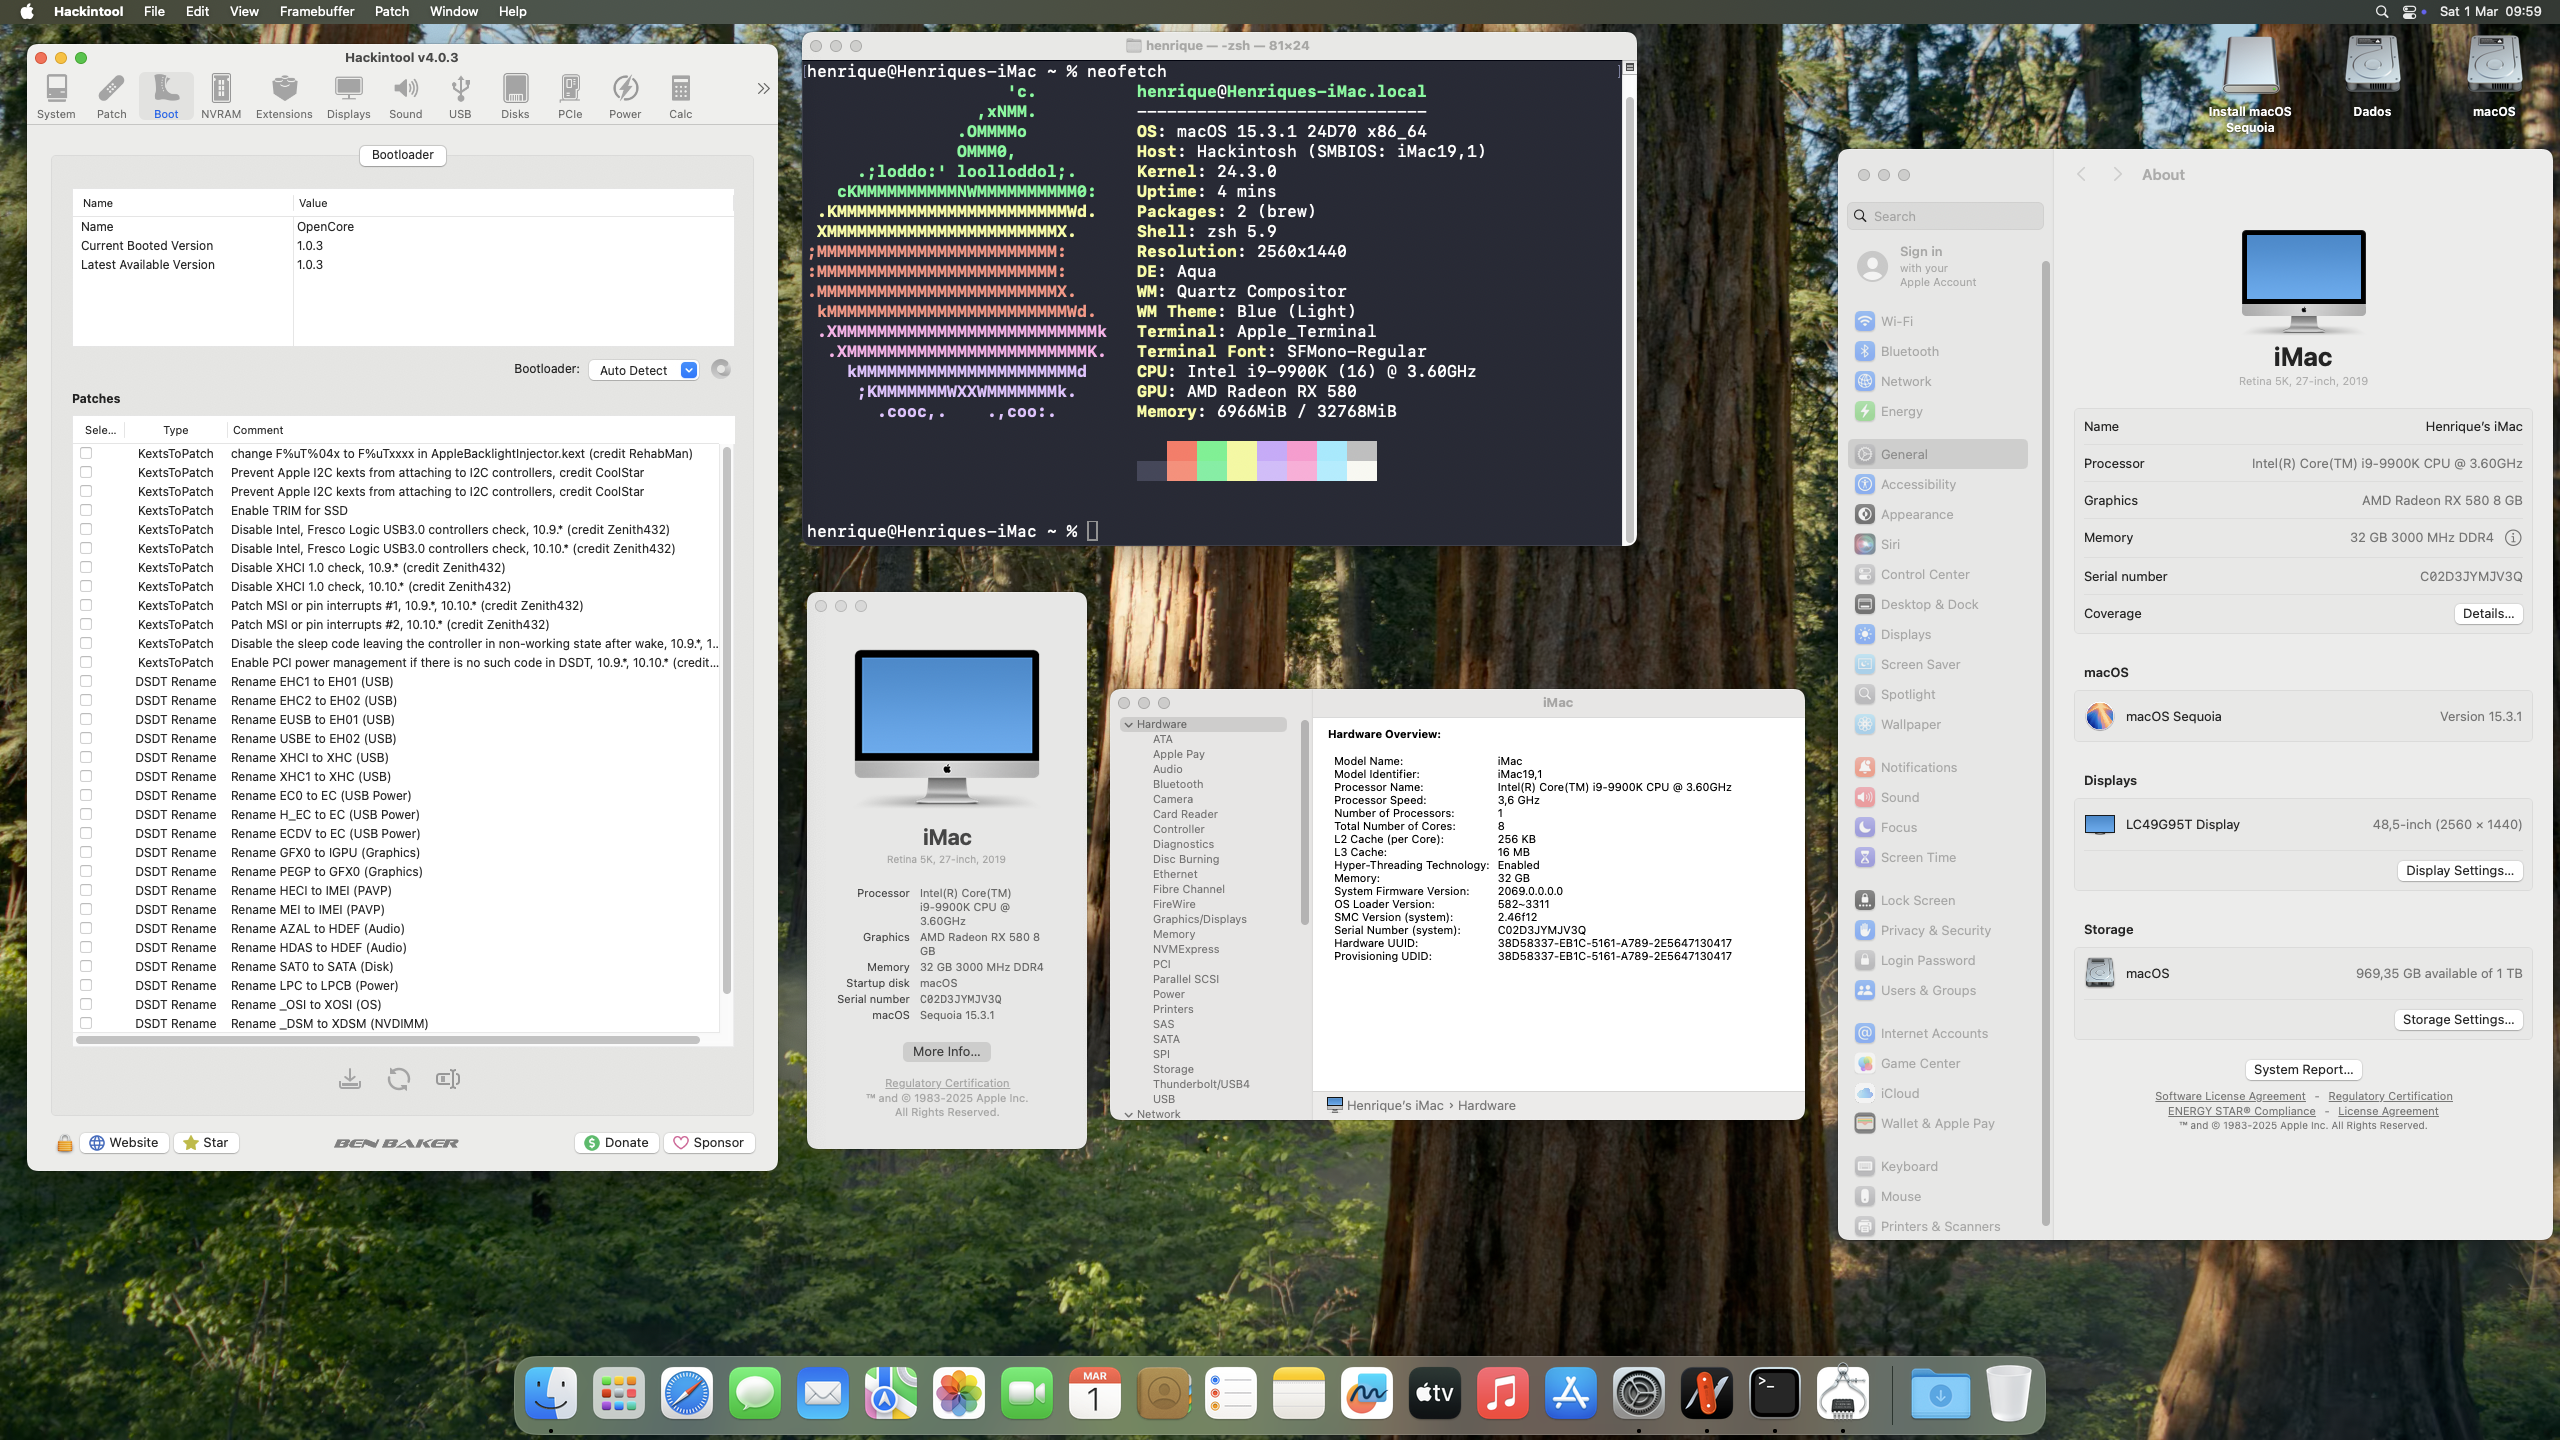 Hackintool File Edit View Framebuffer Patch Window Help
Sat 1 Mar 09:59
Hackintool v4.0.3
System Patch Boot NVRAM Extensions Displays Sound USB Disks PCIe Power Calc
Bootloader
Name Value
Name OpenCore
Current Booted Version 1.0.3
Latest Available Version 1.0.3
Bootloader: Auto Detect
Patches
Sele... Type Comment
KextsToPatch change F%uT%04x to F%uTxxxx in AppleBacklightInjector.kext (credit RehabMan)
KextsToPatch Prevent Apple I2C kexts from attaching to I2C controllers, credit CoolStar
KextsToPatch Prevent Apple I2C kexts from attaching to I2C controllers, credit CoolStar
KextsToPatch Enable TRIM for SSD
KextsToPatch Disable Intel, Fresco Logic USB3.0 controllers check, 10.9.* (credit Zenith432)
KextsToPatch Disable Intel, Fresco Logic USB3.0 controllers check, 10.10.* (credit Zenith432)
KextsToPatch Disable XHCI 1.0 check, 10.9.* (credit Zenith432)
KextsToPatch Disable XHCI 1.0 check, 10.10.* (credit Zenith432)
KextsToPatch Patch MSI or pin interrupts #1, 10.9.*, 10.10.* (credit Zenith432)
KextsToPatch Patch MSI or pin interrupts #2, 10.10.* (credit Zenith432)
KextsToPatch Disable the sleep code leaving the controller in non-working state after wake, 10.9.*, 1...
KextsToPatch Enable PCI power management if there is no such code in DSDT, 10.9.*, 10.10.* (credit...
DSDT Rename Rename EHC1 to EH01 (USB)
DSDT Rename Rename EHC2 to EH02 (USB)
DSDT Rename Rename EUSB to EH01 (USB)
DSDT Rename Rename USBE to EH02 (USB)
DSDT Rename Rename XHCI to XHC (USB)
DSDT Rename Rename XHC1 to XHC (USB)
DSDT Rename Rename EC0 to EC (USB Power)
DSDT Rename Rename H_EC to EC (USB Power)
DSDT Rename Rename ECDV to EC (USB Power)
DSDT Rename Rename GFX0 to IGPU (Graphics)
DSDT Rename Rename PEGP to GFX0 (Graphics)
DSDT Rename Rename HECI to IMEI (PAVP)
DSDT Rename Rename MEI to IMEI (PAVP)
DSDT Rename Rename AZAL to HDEF (Audio)
DSDT Rename Rename HDAS to HDEF (Audio)
DSDT Rename Rename SAT0 to SATA (Disk)
DSDT Rename Rename LPC to LPCB (Power)
DSDT Rename Rename _OSI to XOSI (OS)
DSDT Rename Rename _DSM to XDSM (NVDIMM)
Website Star BEN BAKER Donate Sponsor
henrique — -zsh — 81×24
henrique@Henriques-iMac ~ % neofetch
'c. henrique@Henriques-iMac.local
,xNMM. -----------------------------
.OMMMMo OS: macOS 15.3.1 24D70 x86_64
OMMM0, Host: Hackintosh (SMBIOS: iMac19,1)
.;loddo:' loolloddol;. Kernel: 24.3.0
cKMMMMMMMMMMNWMMMMMMMMMM0: Uptime: 4 mins
.KMMMMMMMMMMMMMMMMMMMMMMMWd. Packages: 2 (brew)
XMMMMMMMMMMMMMMMMMMMMMMMX. Shell: zsh 5.9
;MMMMMMMMMMMMMMMMMMMMMMMM: Resolution: 2560x1440
:MMMMMMMMMMMMMMMMMMMMMMMM: DE: Aqua
.MMMMMMMMMMMMMMMMMMMMMMMMX. WM: Quartz Compositor
kMMMMMMMMMMMMMMMMMMMMMMMMWd. WM Theme: Blue (Light)
.XMMMMMMMMMMMMMMMMMMMMMMMMMMk Terminal: Apple_Terminal
.XMMMMMMMMMMMMMMMMMMMMMMMMK. Terminal Font: SFMono-Regular
kMMMMMMMMMMMMMMMMMMMMMMd CPU: Intel i9-9900K (16) @ 3.60GHz
;KMMMMMMMWXXWMMMMMMMk. GPU: AMD Radeon RX 580
.cooc,. .,coo:. Memory: 6966MiB / 32768MiB
henrique@Henriques-iMac ~ %
iMac
Retina 5K, 27-inch, 2019
Processor Intel(R) Core(TM)
i9-9900K CPU @
3.60GHz
Graphics AMD Radeon RX 580 8
GB
Memory 32 GB 3000 MHz DDR4
Startup disk macOS
Serial number C02D3JYMJV3Q
macOS Sequoia 15.3.1
More Info...
Regulatory Certification
™ and © 1983-2025 Apple Inc.
All Rights Reserved.
iMac
Hardware
ATA
Apple Pay
Audio
Bluetooth
Camera
Card Reader
Controller
Diagnostics
Disc Burning
Ethernet
Fibre Channel
FireWire
Graphics/Displays
Memory
NVMExpress
PCI
Parallel SCSI
Power
Printers
SAS
SATA
SPI
Storage
Thunderbolt/USB4
USB
Network
Hardware Overview:
Model Name: iMac
Model Identifier: iMac19,1
Processor Name: Intel(R) Core(TM) i9-9900K CPU @ 3.60GHz
Processor Speed: 3,6 GHz
Number of Processors: 1
Total Number of Cores: 8
L2 Cache (per Core): 256 KB
L3 Cache: 16 MB
Hyper-Threading Technology: Enabled
Memory: 32 GB
System Firmware Version: 2069.0.0.0.0
OS Loader Version: 582~3311
SMC Version (system): 2.46f12
Serial Number (system): C02D3JYMJV3Q
Hardware UUID: 38D58337-EB1C-5161-A789-2E5647130417
Provisioning UDID: 38D58337-EB1C-5161-A789-2E5647130417
Henrique's iMac › Hardware
Install macOS
Sequoia
Dados
macOS
Search
Sign in
with your
Apple Account
Wi-Fi
Bluetooth
Network
Energy
General
Accessibility
Appearance
Siri
Control Center
Desktop & Dock
Displays
Screen Saver
Spotlight
Wallpaper
Notifications
Sound
Focus
Screen Time
Lock Screen
Privacy & Security
Login Password
Users & Groups
Internet Accounts
Game Center
iCloud
Wallet & Apple Pay
Keyboard
Mouse
Printers & Scanners
About
iMac
Retina 5K, 27-inch, 2019
Name Henrique's iMac
Processor Intel(R) Core(TM) i9-9900K CPU @ 3.60GHz
Graphics AMD Radeon RX 580 8 GB
Memory 32 GB 3000 MHz DDR4
Serial number C02D3JYMJV3Q
Coverage Details...
macOS
macOS Sequoia Version 15.3.1
Displays
LC49G95T Display 48,5-inch (2560 × 1440)
Display Settings...
Storage
macOS 969,35 GB available of 1 TB
Storage Settings...
System Report...
Software License Agreement - Regulatory Certification
ENERGY STAR® Compliance - License Agreement
™ and © 1983-2025 Apple Inc. All Rights Reserved.
MAR
1
tv
>_